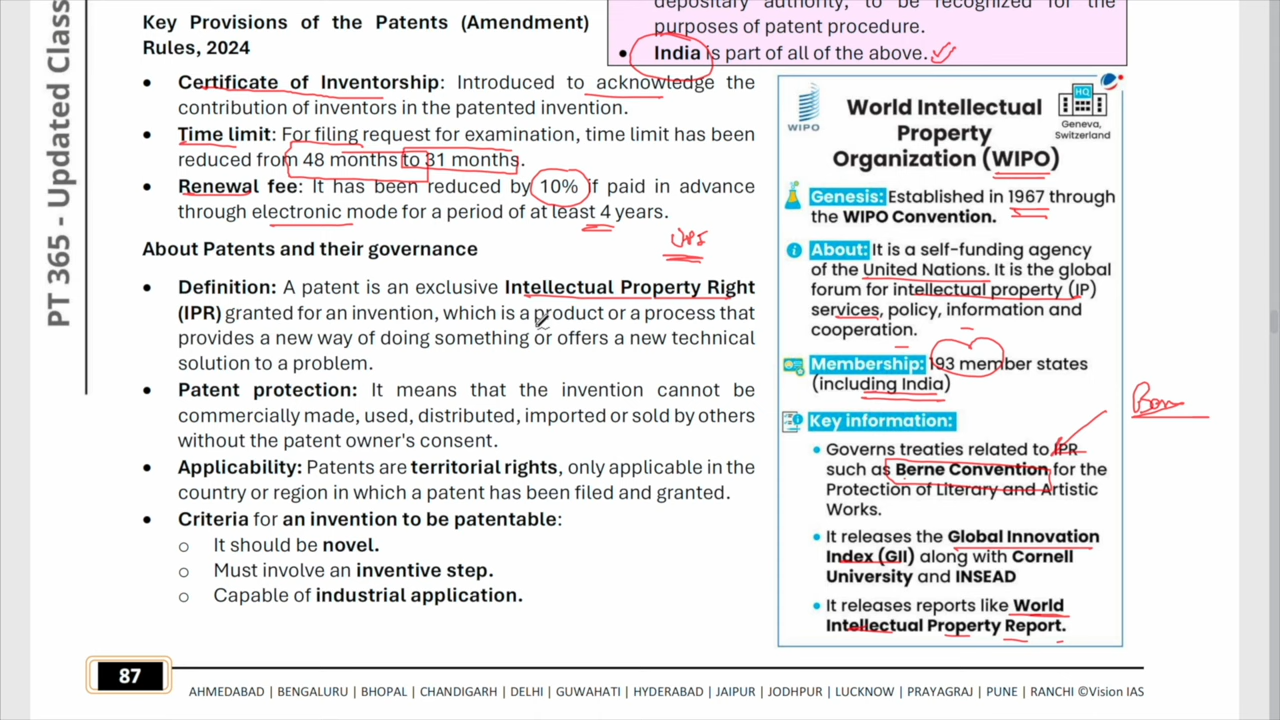 PT 365 - Updated Class
Key Provisions of the Patents (Amendment)
Rules, 2024
• Certificate of Inventorship: Introduced to acknowledge the
contribution of inventors in the patented invention.
• Time limit: For filing request for examination, time limit has been
reduced from 48 months to 31 months.
• Renewal fee: It has been reduced by 10% if paid in advance
through electronic mode for a period of at least 4 years.
About Patents and their governance
• Definition: A patent is an exclusive Intellectual Property Right
(IPR) granted for an invention, which is a product or a process that
provides a new way of doing something or offers a new technical
solution to a problem.
• Patent protection: It means that the invention cannot be
commercially made, used, distributed, imported or sold by others
without the patent owner's consent.
• Applicability: Patents are territorial rights, only applicable in the
country or region in which a patent has been filed and granted.
• Criteria for an invention to be patentable:
o It should be novel.
o Must involve an inventive step.
o Capable of industrial application.
depositary authority, to be recognized for the
purposes of patent procedure.
• India is part of all of the above.
WIPO
World Intellectual
Property
Organization (WIPO)
HQ
Geneva,
Switzerland
Genesis: Established in 1967 through
the WIPO Convention.
About: It is a self-funding agency
of the United Nations. It is the global
forum for intellectual property (IP)
services, policy, information and
cooperation.
Membership: 193 member states
(including India)
Key information:
• Governs treaties related to IPR
such as Berne Convention for the
Protection of Literary and Artistic
Works.
• It releases the Global Innovation
Index (GII) along with Cornell
University and INSEAD
• It releases reports like World
Intellectual Property Report.
87
AHMEDABAD | BENGALURU | BHOPAL | CHANDIGARH | DELHI | GUWAHATI | HYDERABAD | JAIPUR | JODHPUR | LUCKNOW | PRAYAGRAJ | PUNE | RANCHI ©Vision IAS